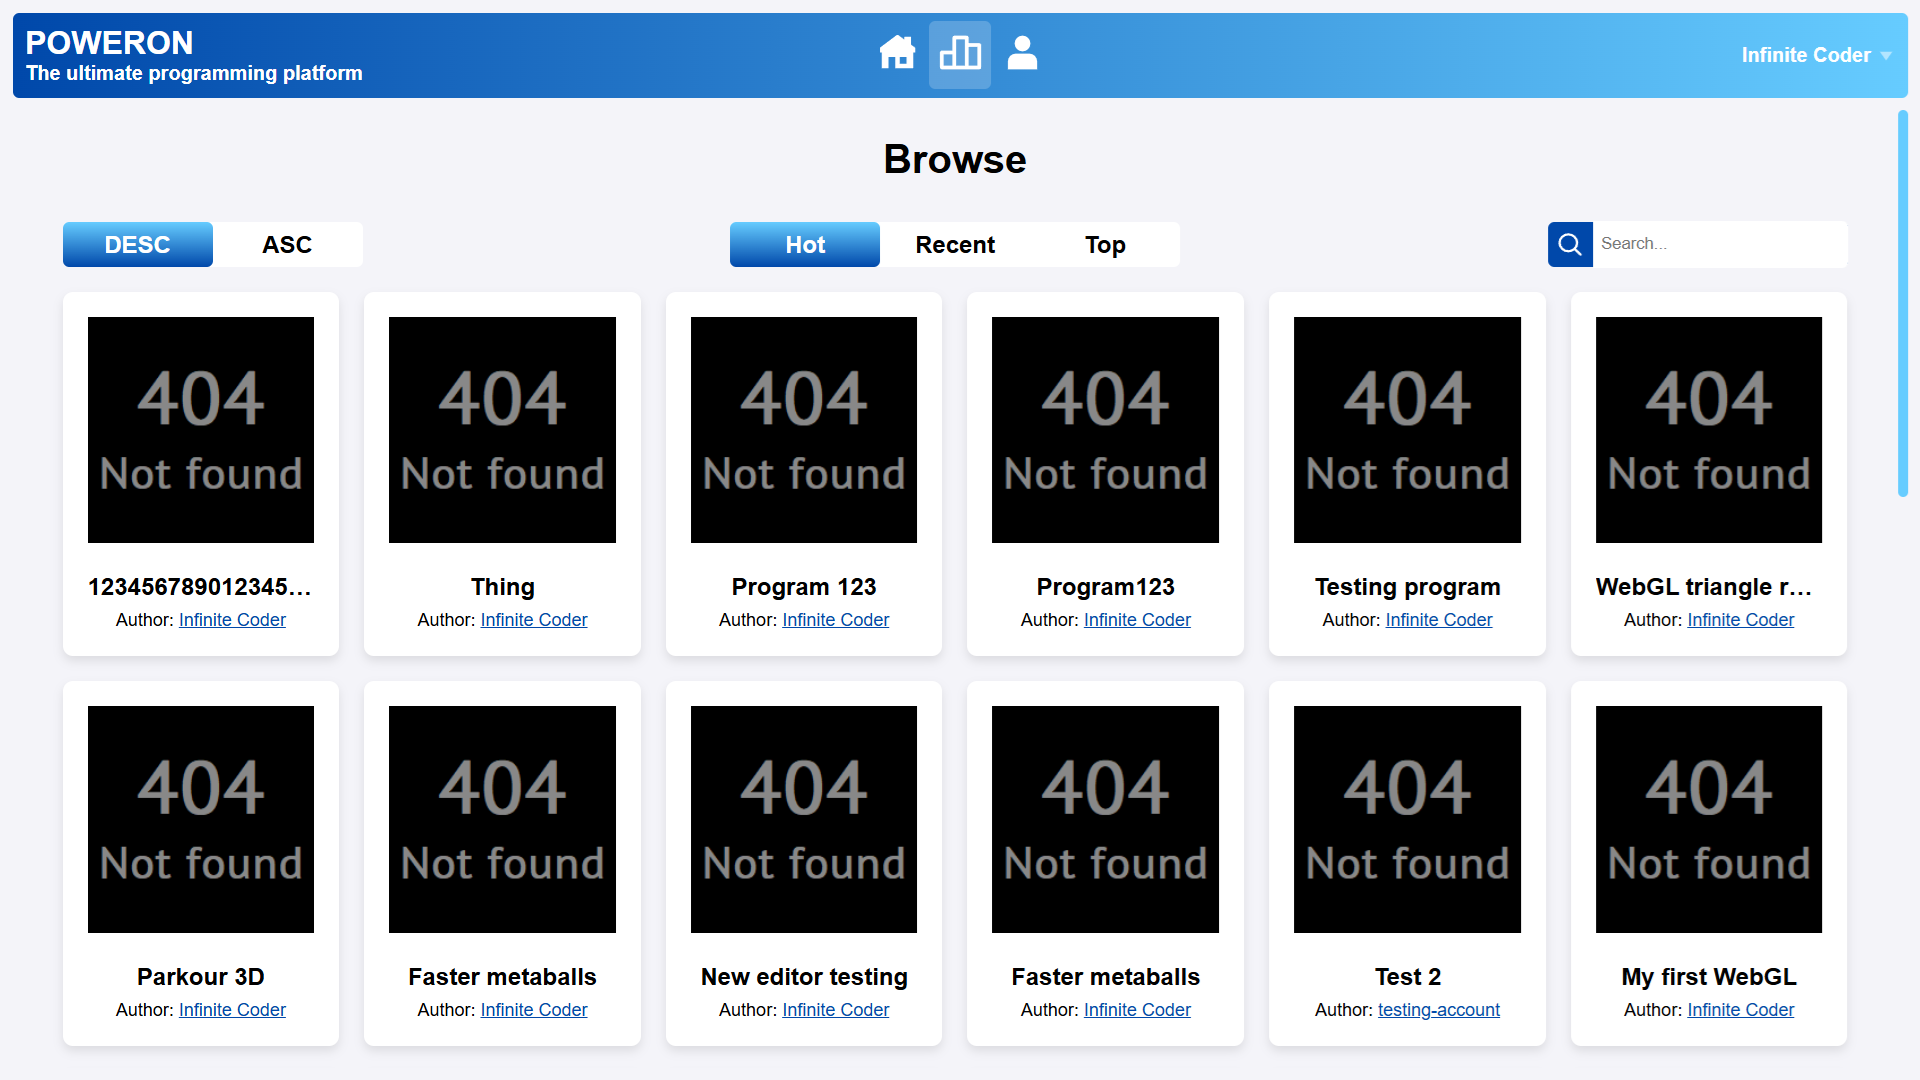 POWERON
The ultimate programming platform
Infinite Coder
Browse
DESC ASC
Hot Recent Top
Search...
404 404 404 404 404 404
Not found Not found Not found Not found Not found Not found
123456789012345... Thing Program 123 Program123 Testing program WebGL triangle r...
Author: Infinite Coder Author: Infinite Coder Author: Infinite Coder Author: Infinite Coder Author: Infinite Coder Author: Infinite Coder
404 404 404 404 404 404
Not found Not found Not found Not found Not found Not found
Parkour 3D Faster metaballs New editor testing Faster metaballs Test 2 My first WebGL
Author: Infinite Coder Author: Infinite Coder Author: Infinite Coder Author: Infinite Coder Author: testing-account Author: Infinite Coder